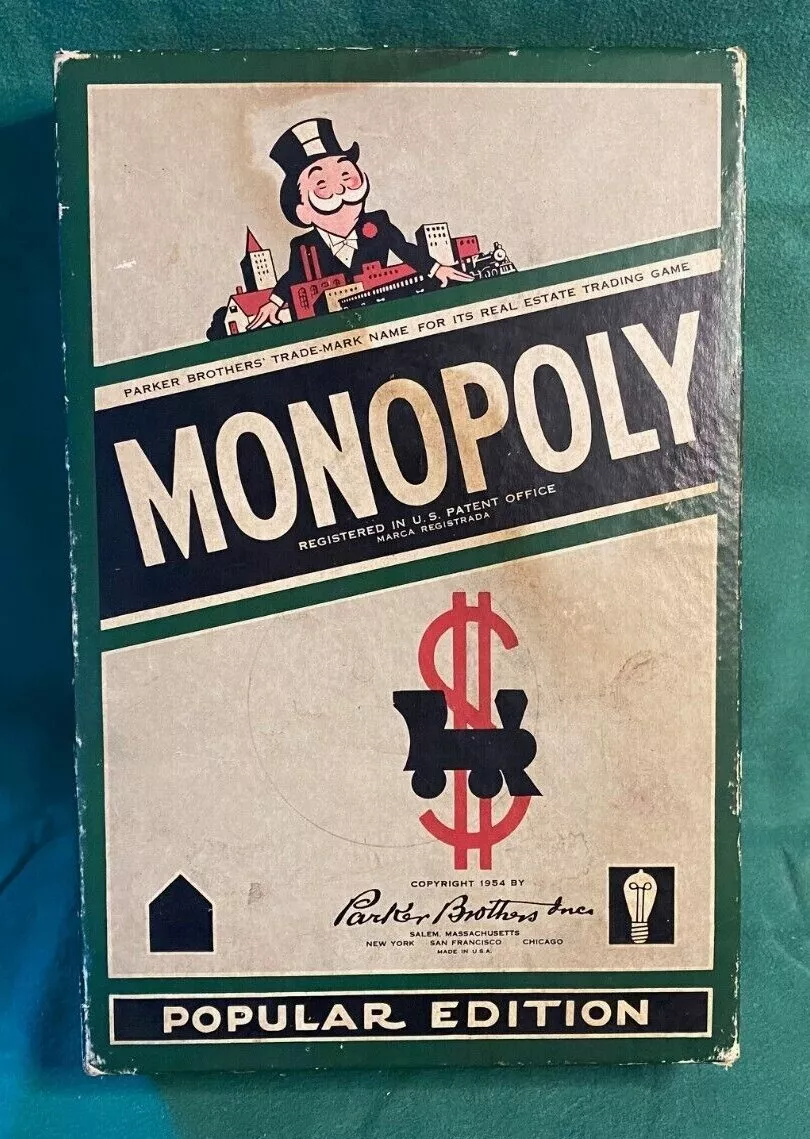 PARKER BROTHERS' TRADE-MARK NAME FOR ITS REAL ESTATE TRADING GAME
MONOPOLY
REGISTERED IN U.S. PATENT OFFICE
MARCA REGISTRADA
COPYRIGHT 1954 BY
Parker Brothers Inc.
SALEM, MASSACHUSETTS
NEW YORK SAN FRANCISCO CHICAGO
MADE IN U.S.A.
POPULAR EDITION